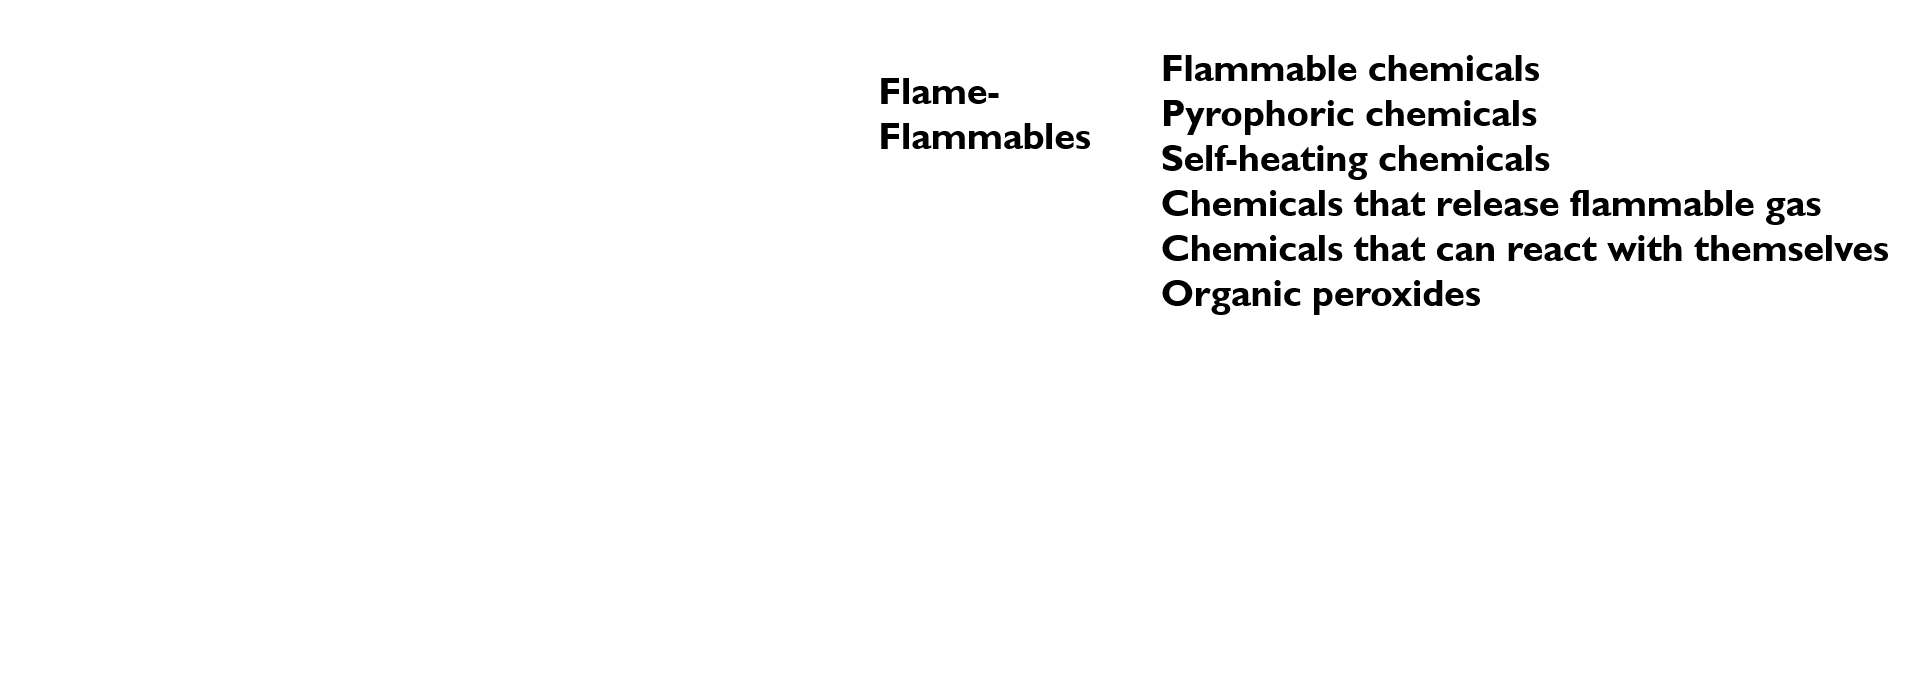 Flame-
Flammables
Flammable chemicals
Pyrophoric chemicals
Self-heating chemicals
Chemicals that release flammable gas
Chemicals that can react with themselves
Organic peroxides